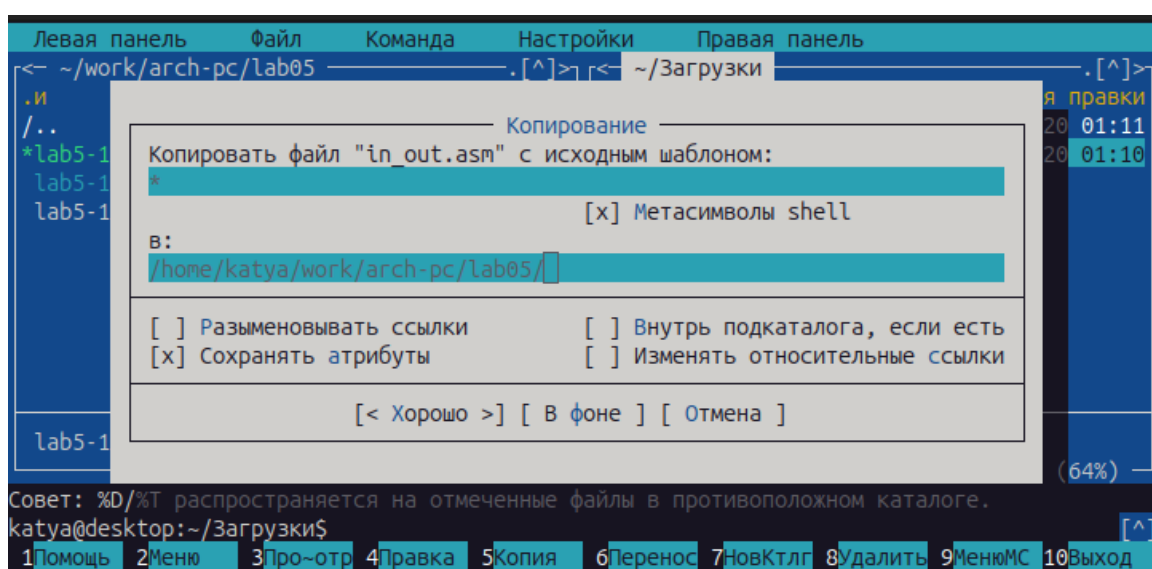 Левая панель Файл Команда Настройки Правая панель
<─ ~/work/arch-pc/lab05 .[^]> <─ ~/Загрузки .[^]>
.и я правки
/.. Копирование 20 01:11
*lab5-1 Копировать файл "in_out.asm" с исходным шаблоном: 20 01:10
lab5-1 *
lab5-1 [x] Метасимволы shell
в:
/home/katya/work/arch-pc/lab05/
[ ] Разыменовывать ссылки [ ] Внутрь подкаталога, если есть
[x] Сохранять атрибуты [ ] Изменять относительные ссылки
[< Хорошо >] [ В фоне ] [ Отмена ]
lab5-1
(64%)
Совет: %D/%T распространяется на отмеченные файлы в противоположном каталоге.
katya@desktop:~/Загрузки$ [^]
1Помощь 2Меню 3Про~отр 4Правка 5Копия 6Перенос 7НовКтлг 8Удалить 9МенюМС 10Выход